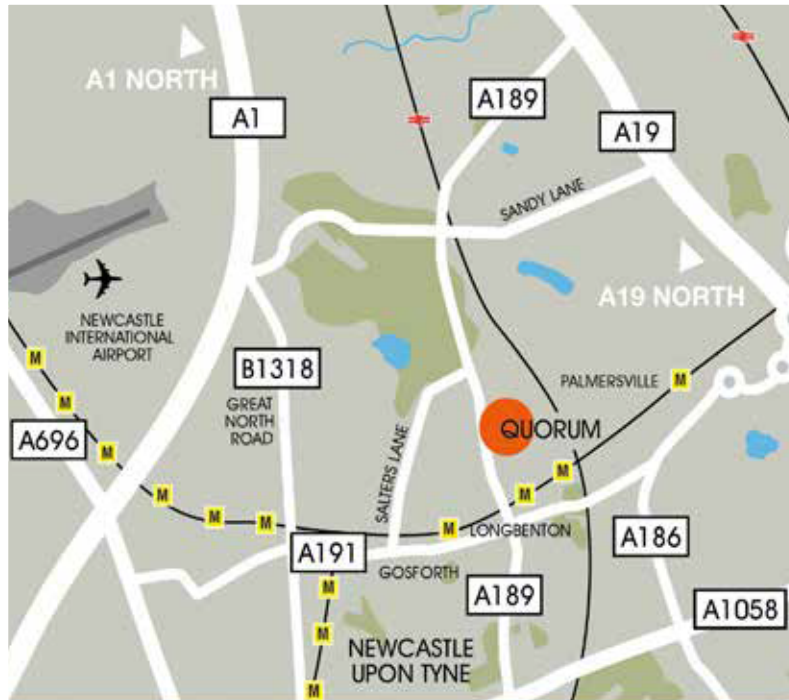 A1 NORTH
A1
A189
A19
SANDY LANE
A19 NORTH
NEWCASTLE
INTERNATIONAL
AIRPORT
M
M
M
M
M
M
M
B1318
GREAT
NORTH
ROAD
A696
PALMERSVILLE
M
QUORUM
SALTERS LANE
M
M
M
LONGBENTON
A191
GOSFORTH
A186
A189
A1058
M
M
M
NEWCASTLE
UPON TYNE